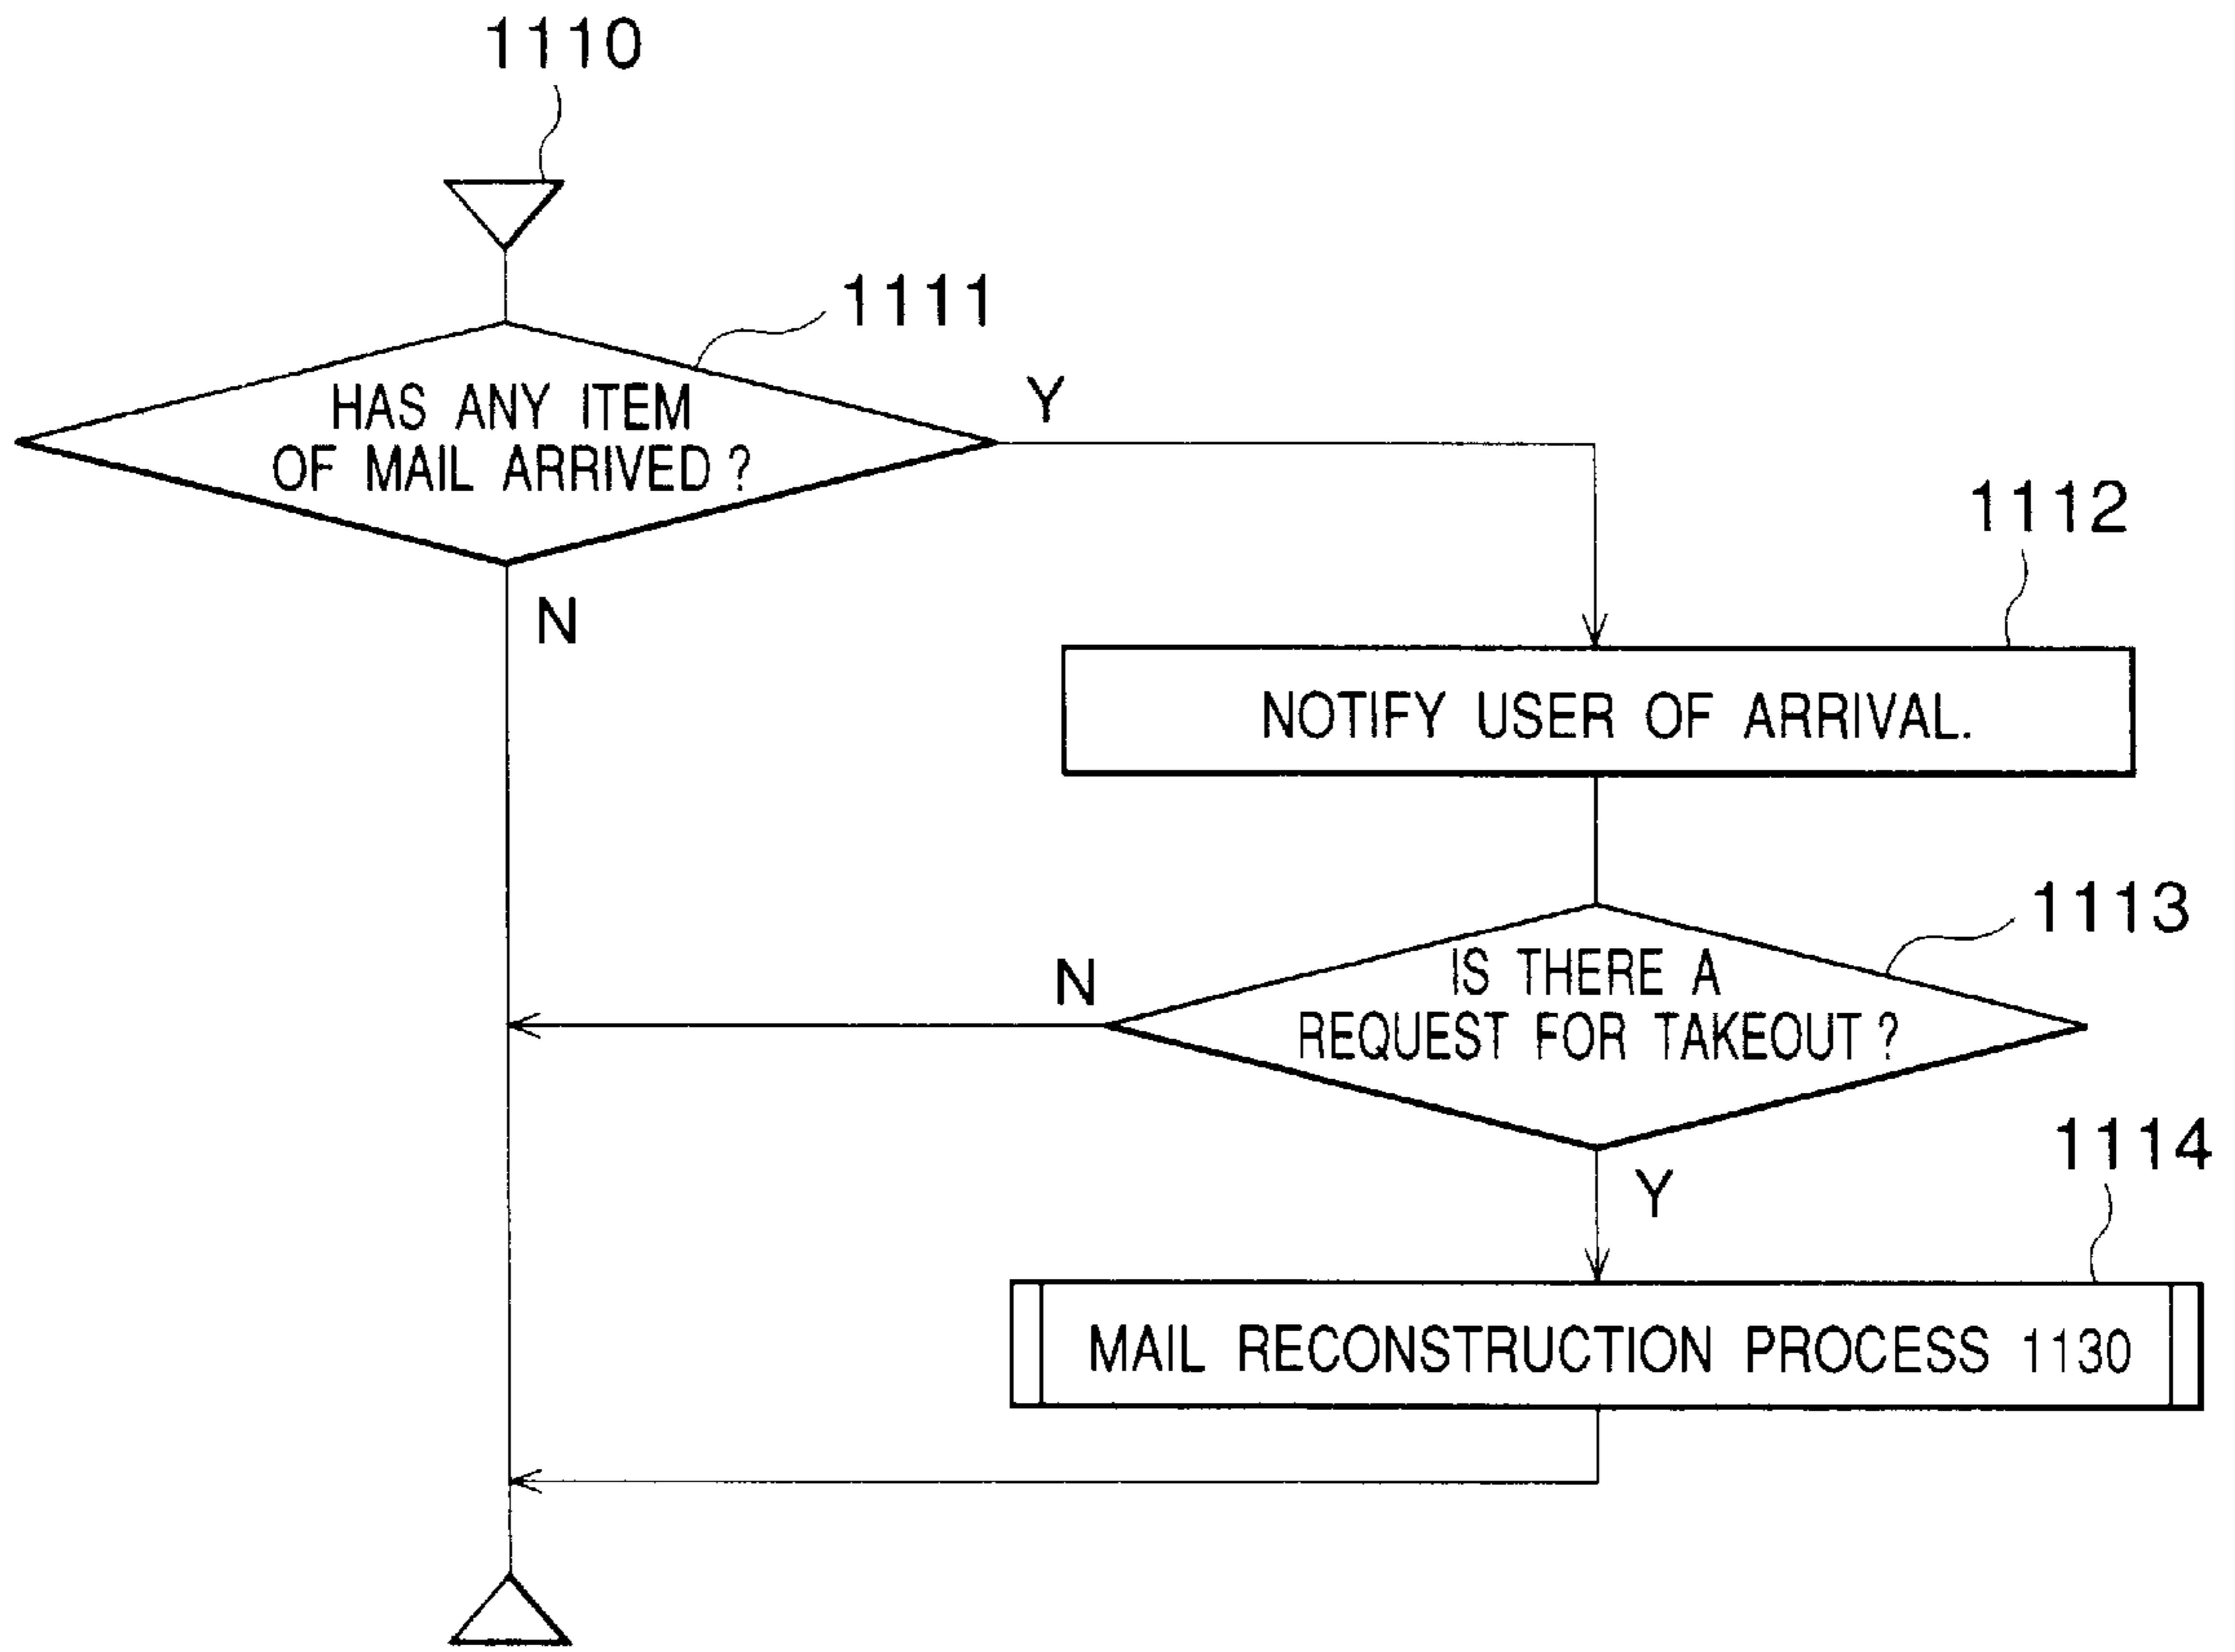 1110
1111
HAS ANY ITEM
OF MAIL ARRIVED?
Y
N
1112
NOTIFY USER OF ARRIVAL.
1113
IS THERE A
REQUEST FOR TAKEOUT?
N
Y
1114
MAIL RECONSTRUCTION PROCESS 1130